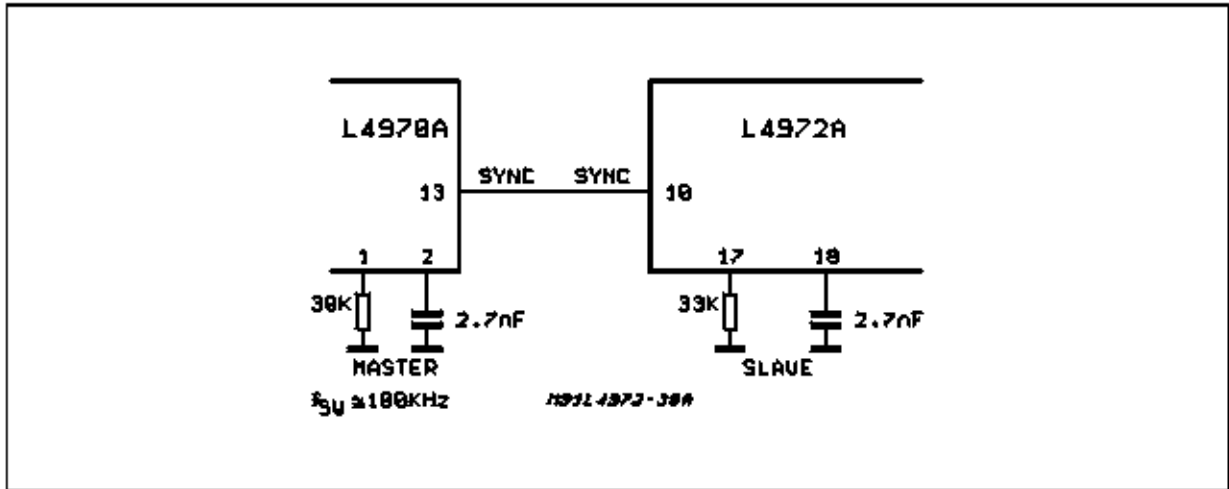 L4970A
L4972A
SYNC SYNC
13
10
1 2
17 18
30K
2.7nF
33K
2.7nF
MASTER
SLAVE
≅100KHz